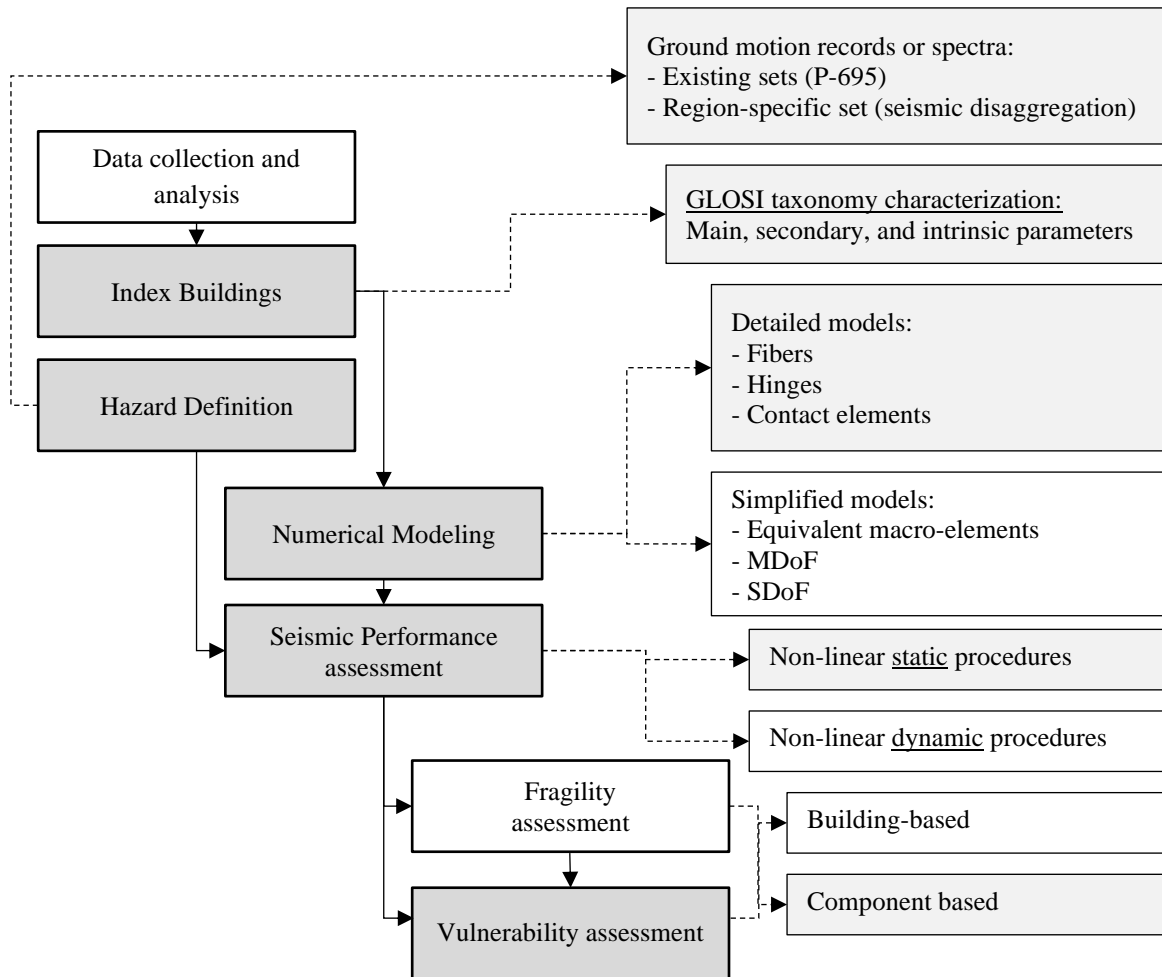 Ground motion records or spectra:
- Existing sets (P-695)
- Region-specific set (seismic disaggregation)
Data collection and
analysis
GLOSI taxonomy characterization:
Main, secondary, and intrinsic parameters
Index Buildings
Hazard Definition
Detailed models:
- Fibers
- Hinges
- Contact elements
Numerical Modeling
Simplified models:
- Equivalent macro-elements
- MDoF
- SDoF
Seismic Performance
assessment
Non-linear static procedures
Non-linear dynamic procedures
Fragility
assessment
Building-based
Vulnerability assessment
Component based